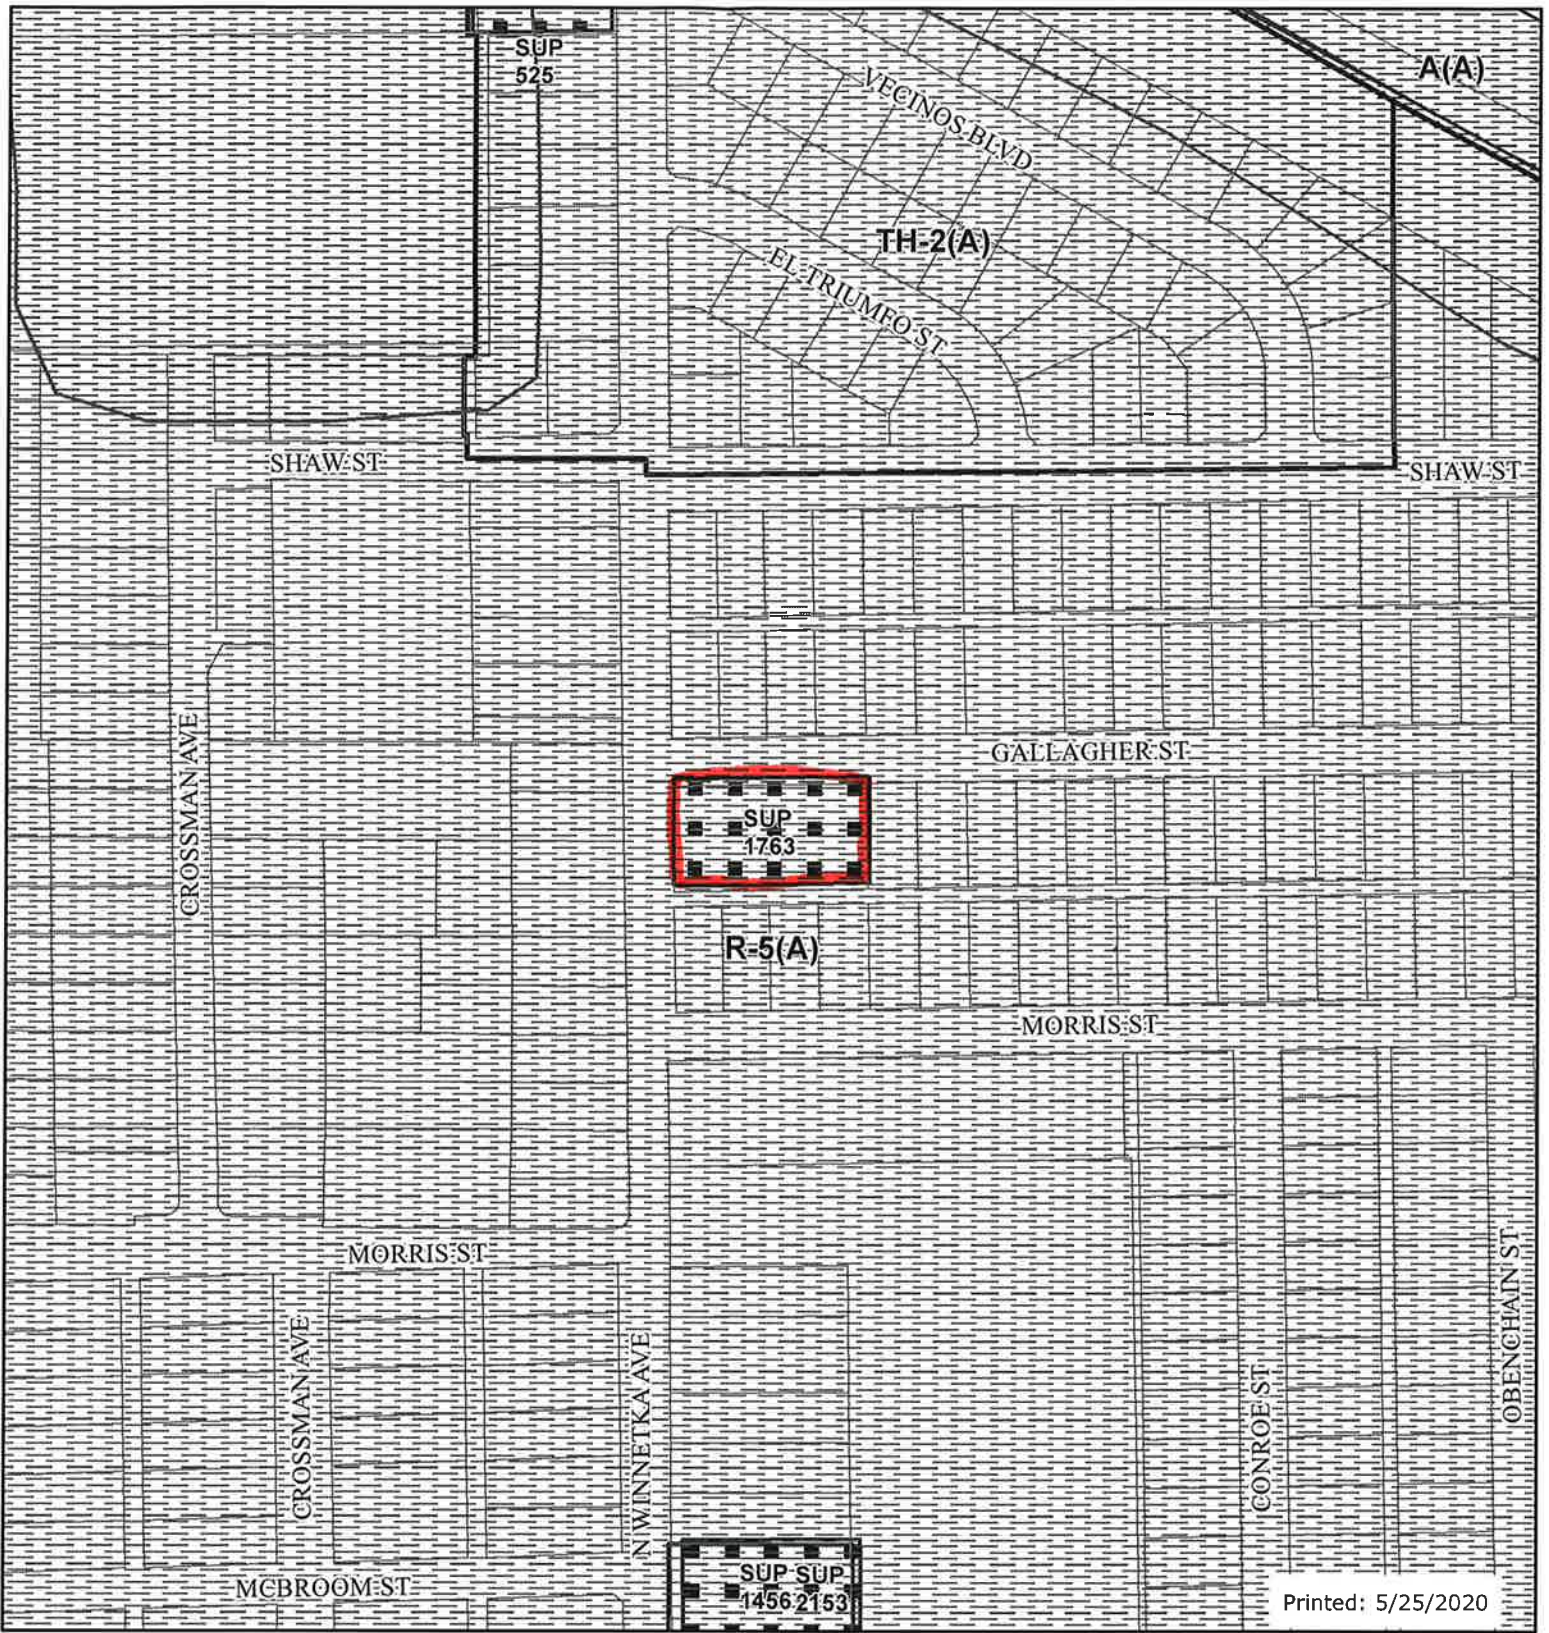 SUP
525
A(A)
VECINOS BLVD
TH-2(A)
EL TRIUMFO ST
SHAW ST
SHAW ST
CROSSMAN AVE
GALLAGHER ST
SUP
1763
R-5(A)
MORRIS ST
MORRIS ST
CROSSMAN AVE
N WINNETKA AVE
CONROE ST
OBENCHAIN ST
MCBROOM ST
SUP SUP
1456 2153
Printed: 5/25/2020